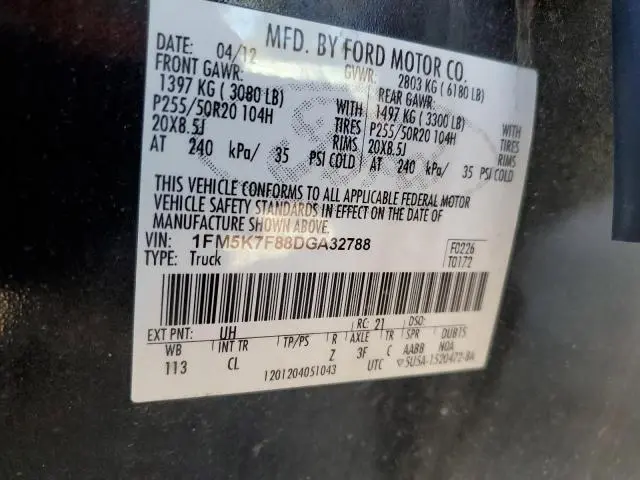 MFD. BY FORD MOTOR CO.
DATE: 04/12 GVWR: 2803 KG ( 6180 LB)
FRONT GAWR: REAR GAWR:
1397 KG ( 3080 LB) WITH 1497 KG ( 3300 LB) WITH
P255/50R20 104H TIRES P255/50R20 104H TIRES
20X8.5J RIMS 20X8.5J RIMS
AT 240 kPa/ 35 PSI COLD AT 240 kPa/ 35 PSI COLD
THIS VEHICLE CONFORMS TO ALL APPLICABLE FEDERAL MOTOR
VEHICLE SAFETY STANDARDS IN EFFECT ON THE DATE OF
MANUFACTURE SHOWN ABOVE.
VIN: 1FM5K7F88DGA32788 F0226
TYPE: Truck T0172
EXT PNT: UH RC: 21 DSO:
WB INT TR TP/PS R AXLE TR SPR DUBTS
113 CL Z 3F C AABB NOA
1201204051043 UTC 5U5A-1520472-BA